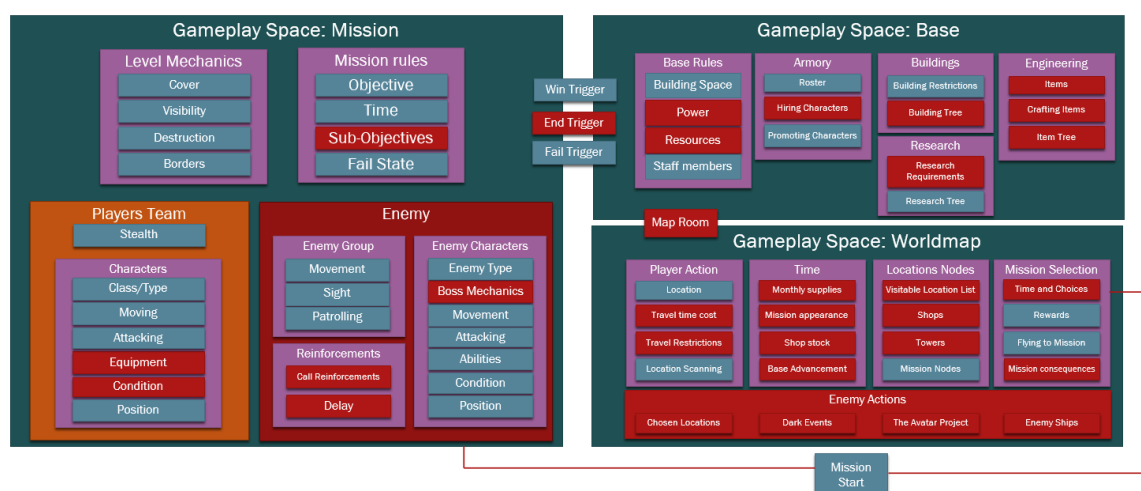 Gameplay Space: Mission
Level Mechanics
Cover
Visibility
Destruction
Borders
Mission rules
Objective
Time
Sub-Objectives
Fail State
Players Team
Stealth
Characters
Class/Type
Moving
Attacking
Equipment
Condition
Position
Enemy
Enemy Group
Movement
Sight
Patrolling
Reinforcements
Call Reinforcements
Delay
Enemy Characters
Enemy Type
Boss Mechanics
Movement
Attacking
Abilities
Condition
Position
Win Trigger
End Trigger
Fail Trigger
Gameplay Space: Base
Base Rules
Building Space
Power
Resources
Staff members
Armory
Roster
Hiring Characters
Promoting Characters
Buildings
Building Restrictions
Building Tree
Research
Research
Requirements
Research Tree
Engineering
Items
Crafting Items
Item Tree
Map Room
Gameplay Space: Worldmap
Player Action
Location
Travel time cost
Travel Restrictions
Location Scanning
Time
Monthly supplies
Mission appearance
Shop stock
Base Advancement
Locations Nodes
Visitable Location List
Shops
Towers
Mission Nodes
Mission Selection
Time and Choices
Rewards
Flying to Mission
Mission consequences
Enemy Actions
Chosen Locations
Dark Events
The Avatar Project
Enemy Ships
Mission
Start